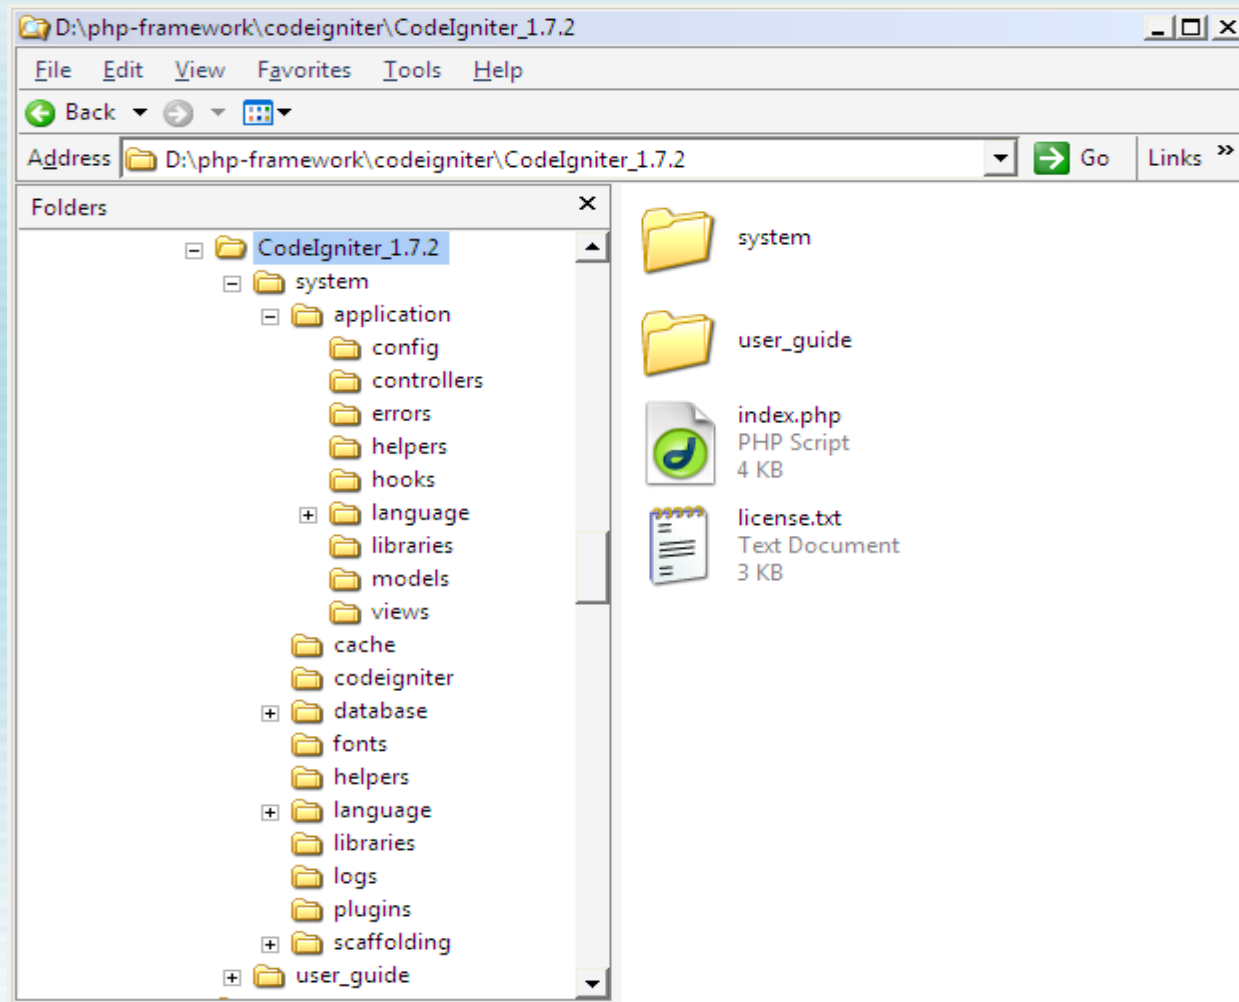 D:\php-framework\codeigniter\CodeIgniter_1.7.2
File Edit View Favorites Tools Help
Back
Address D:\php-framework\codeigniter\CodeIgniter_1.7.2 Go Links »
Folders
CodeIgniter_1.7.2
system
application
config
controllers
errors
helpers
hooks
language
libraries
models
views
cache
codeigniter
database
fonts
helpers
language
libraries
logs
plugins
scaffolding
user_guide
system
user_guide
index.php
PHP Script
4 KB
license.txt
Text Document
3 KB